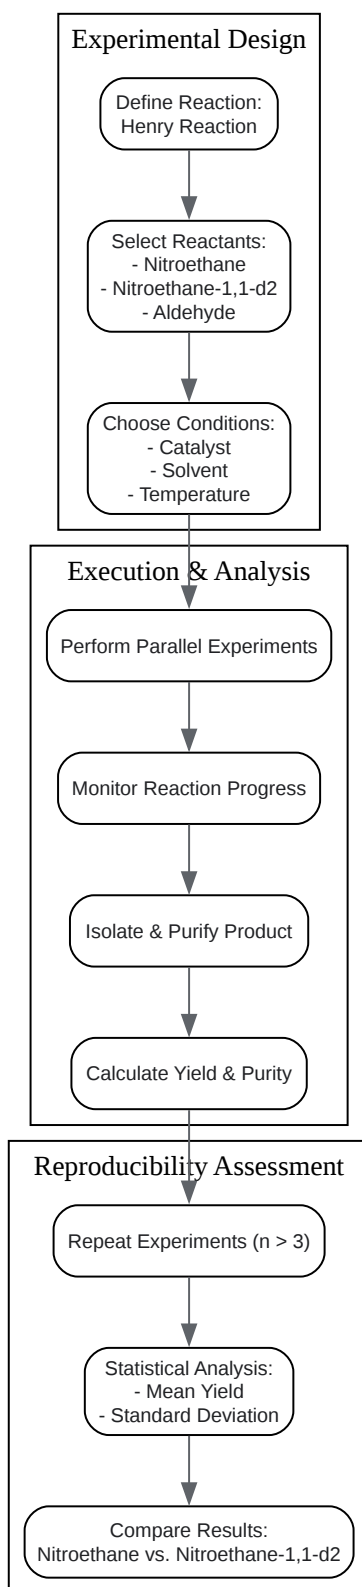 Experimental Design
Define Reaction:
Henry Reaction
Select Reactants:
- Nitroethane
- Nitroethane-1,1-d2
- Aldehyde
Choose Conditions:
- Catalyst
- Solvent
- Temperature
Execution & Analysis
Perform Parallel Experiments
Monitor Reaction Progress
Isolate & Purify Product
Calculate Yield & Purity
Reproducibility Assessment
Repeat Experiments (n > 3)
Statistical Analysis:
- Mean Yield
- Standard Deviation
Compare Results:
Nitroethane vs. Nitroethane-1,1-d2